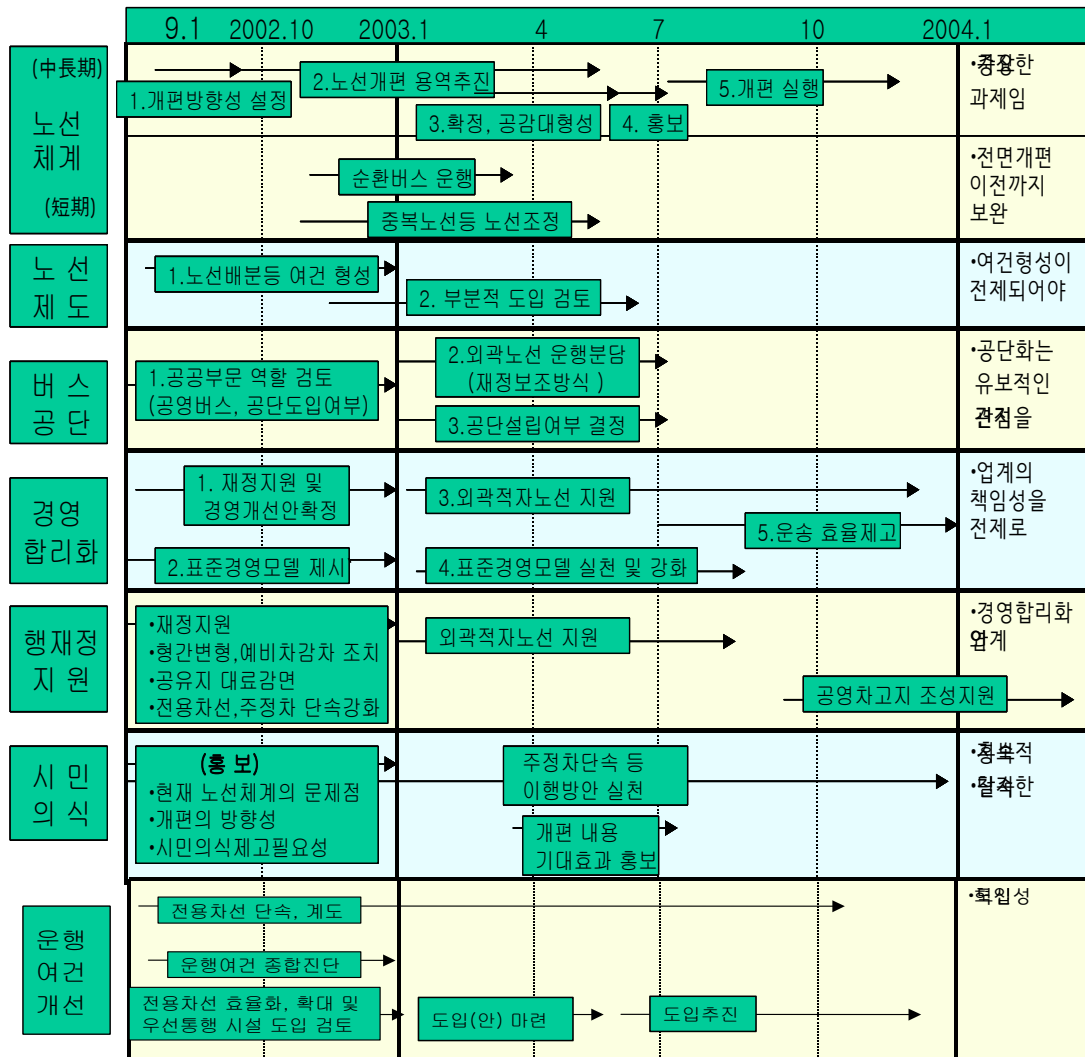 9.1 2002.10 2003.1 4 7 10 2004.1
(中長期)
노선
체계
(短期)
1.개편방향성 설정
2.노선개편 용역추진
3.확정, 공감대형성
4. 홍보
5.개편 실행
과제임
순환버스 운행
중복노선등 노선조정
•전면개편
이전까지
보완
노 선
제 도
1.노선배분등 여건 형성
2. 부분적 도입 검토
•여건형성이
전제되어야
버 스
공 단
1.공공부문 역할 검토
(공영버스, 공단도입여부)
2.외곽노선 운행분담
(재정보조방식 )
3.공단설립여부 결정
•공단화는
유보적인
경영
합리화
1. 재정지원 및
경영개선안확정
2.표준경영모델 제시
3.외곽적자노선 지원
4.표준경영모델 실천 및 강화
5.운송 효율제고
•업계의
책임성을
전제로
행재정
지 원
•재정지원
•형간변형,예비차감차 조치
•공유지 대료감면
•전용차선,주정차 단속강화
외곽적자노선 지원
공영차고지 조성지원
•경영합리화
시 민
의 식
(홍 보)
•현재 노선체계의 문제점
•개편의 방향성
•시민의식제고필요성
주정차단속 등
이행방안 실천
개편 내용
기대효과 홍보
운행
여건
개선
전용차선 단속, 계도
운행여건 종합진단
전용차선 효율화, 확대 및
우선통행 시설 도입 검토
도입(안) 마련
도입추진